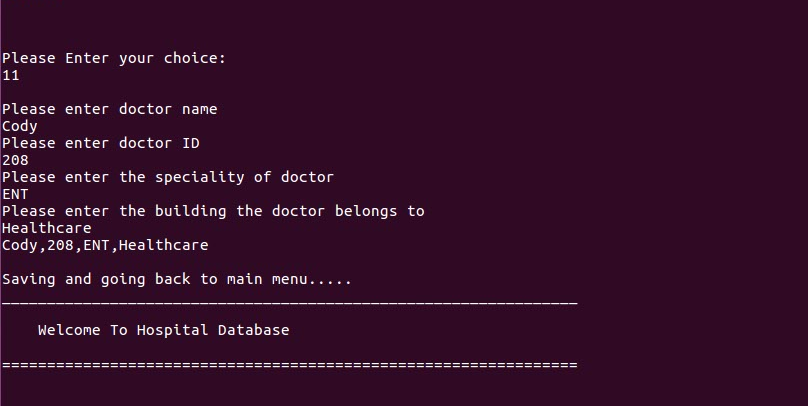 Please Enter your choice:
11
Please enter doctor name
Cody
Please enter doctor ID
208
Please enter the speciality of doctor
ENT
Please enter the building the doctor belongs to
Healthcare
Cody,208,ENT,Healthcare
Saving and going back to main menu.....
________________________________________________________________
Welcome To Hospital Database
================================================================